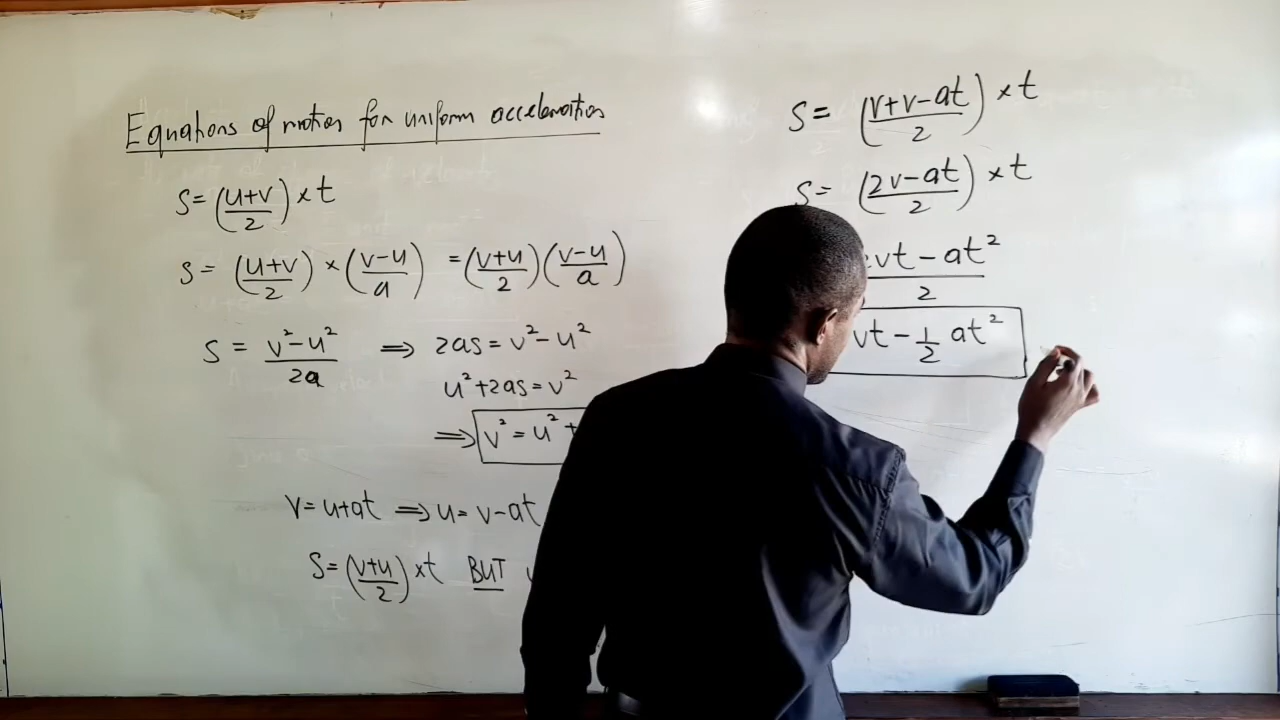 Equations of motion for uniform acceleration
S = (u+v/2) × t
S = (u+v/2) × (v-u/a) = (v+u/2)(v-u/a)
S = v²-u²/2a ⇒ 2as = v²-u²
u²+2as = v²
⇒ v² = u² +
v = u+at ⇒ u = v-at
S = (v+u/2) × t BUT
S = (v+v-at/2) × t
S = (2v-at/2) × t
vt - at²/2
vt - 1/2 at²